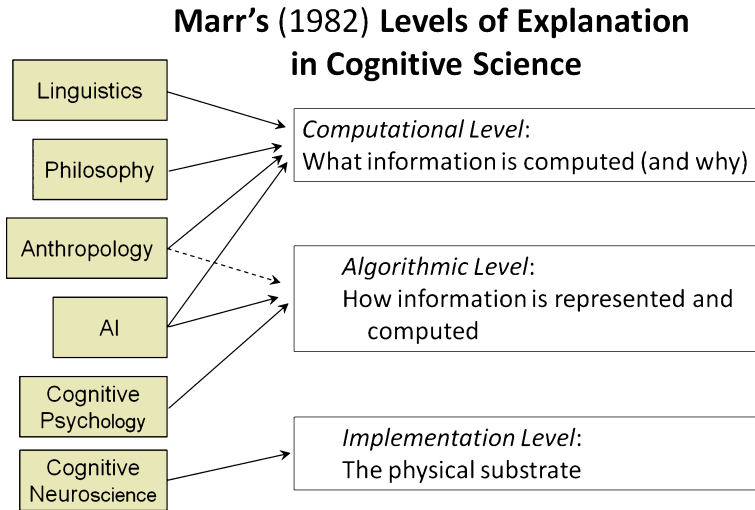 Marr's (1982) Levels of Explanation
in Cognitive Science
Linguistics
Philosophy
Anthropology
AI
Cognitive
Psychology
Cognitive
Neuroscience
Computational Level:
What information is computed (and why)
Algorithmic Level:
How information is represented and
computed
Implementation Level:
The physical substrate